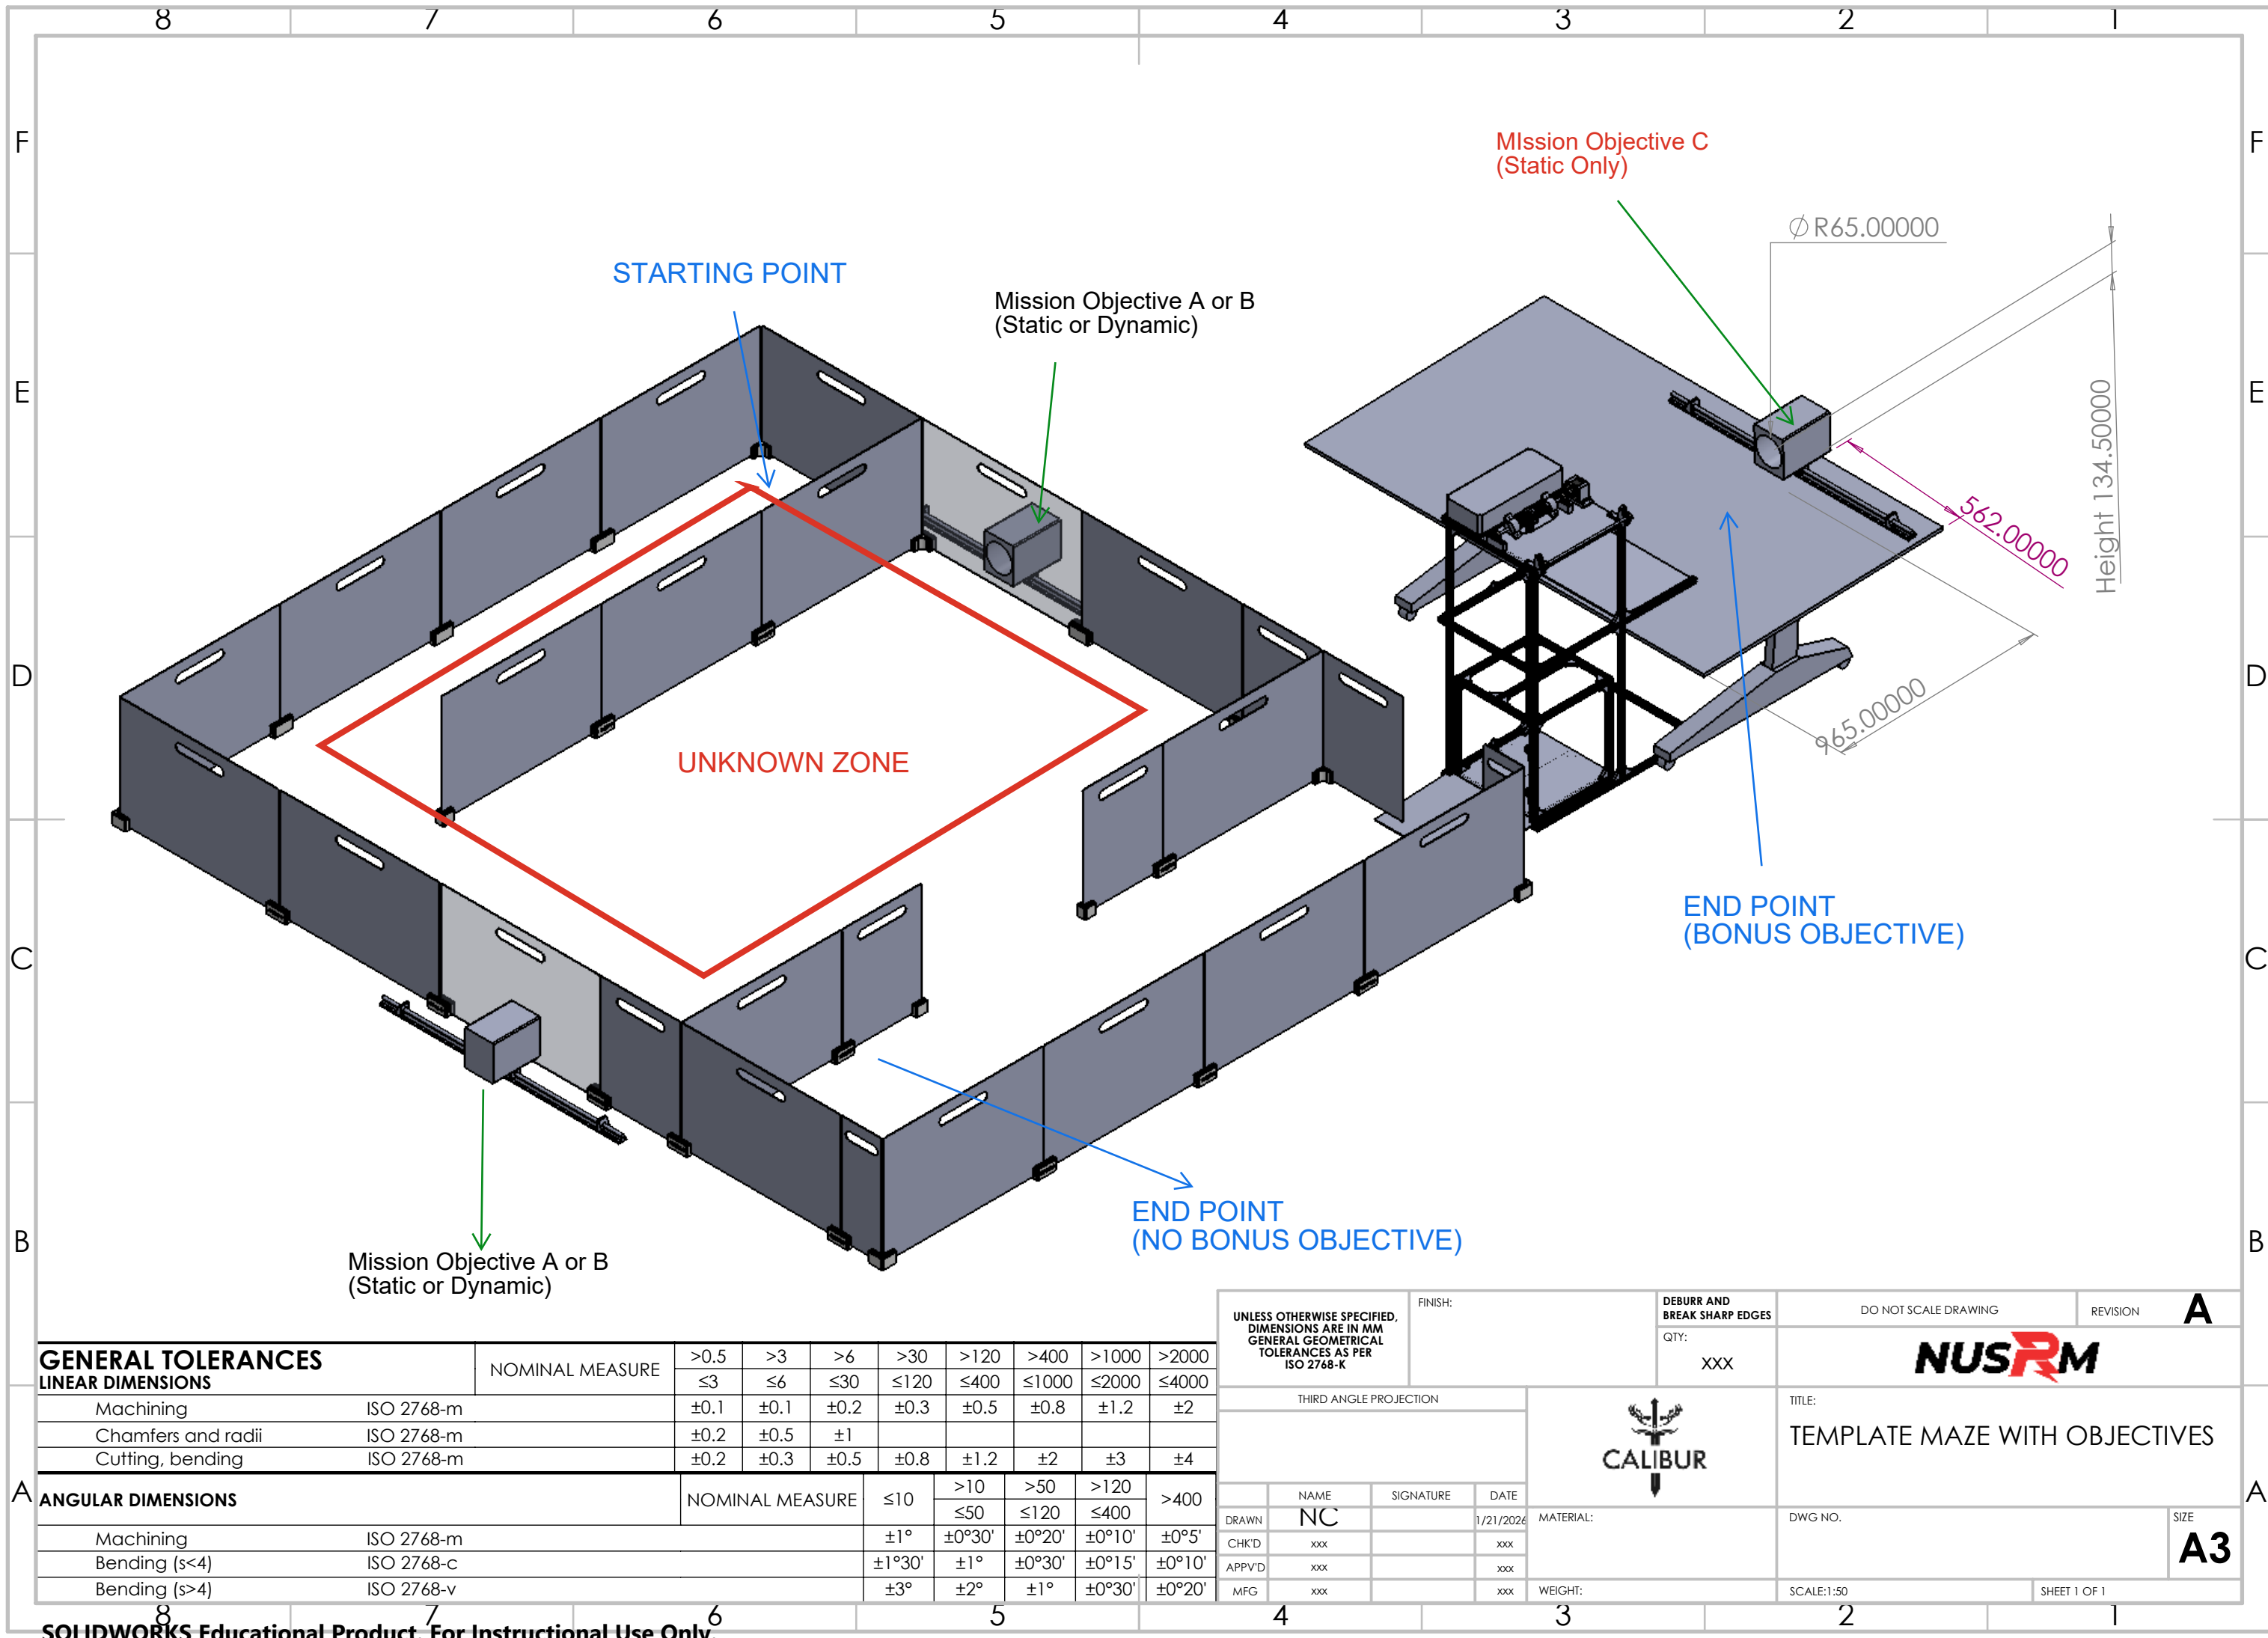 8 7 6 5 4 3 2 1
F F
E E
D D
C C
B B
A A
MIssion Objective C
(Static Only)
∅ R65.00000
STARTING POINT
Mission Objective A or B
(Static or Dynamic)
Height 134.50000
562.00000
965.00000
UNKNOWN ZONE
END POINT
(BONUS OBJECTIVE)
END POINT
(NO BONUS OBJECTIVE)
Mission Objective A or B
(Static or Dynamic)
GENERAL TOLERANCES
LINEAR DIMENSIONS
NOMINAL MEASURE
>0.5 >3 >6 >30 >120 >400 >1000 >2000
≤3 ≤6 ≤30 ≤120 ≤400 ≤1000 ≤2000 ≤4000
Machining ISO 2768-m ±0.1 ±0.1 ±0.2 ±0.3 ±0.5 ±0.8 ±1.2 ±2
Chamfers and radii ISO 2768-m ±0.2 ±0.5 ±1
Cutting, bending ISO 2768-m ±0.2 ±0.3 ±0.5 ±0.8 ±1.2 ±2 ±3 ±4
ANGULAR DIMENSIONS
NOMINAL MEASURE
≤10 >10 >50 >120 >400
≤50 ≤120 ≤400
Machining ISO 2768-m ±1° ±0°30' ±0°20' ±0°10' ±0°5'
Bending (s<4) ISO 2768-c ±1°30' ±1° ±0°30' ±0°15' ±0°10'
Bending (s>4) ISO 2768-v ±3° ±2° ±1° ±0°30' ±0°20'
UNLESS OTHERWISE SPECIFIED,
DIMENSIONS ARE IN MM
GENERAL GEOMETRICAL
TOLERANCES AS PER
ISO 2768-K
FINISH:
DEBURR AND
BREAK SHARP EDGES
QTY:
XXX
DO NOT SCALE DRAWING
REVISION A
NUSRM
THIRD ANGLE PROJECTION
CALIBUR
TITLE:
TEMPLATE MAZE WITH OBJECTIVES
NAME SIGNATURE DATE
DRAWN NC 1/21/2026
CHK'D xxx xxx
APPV'D xxx xxx
MFG xxx xxx
MATERIAL:
WEIGHT:
DWG NO.
SIZE
A3
SCALE:1:50
SHEET 1 OF 1
8 7 6 5 4 3 2 1
SOLIDWORKS Educational Product. For Instructional Use Only.